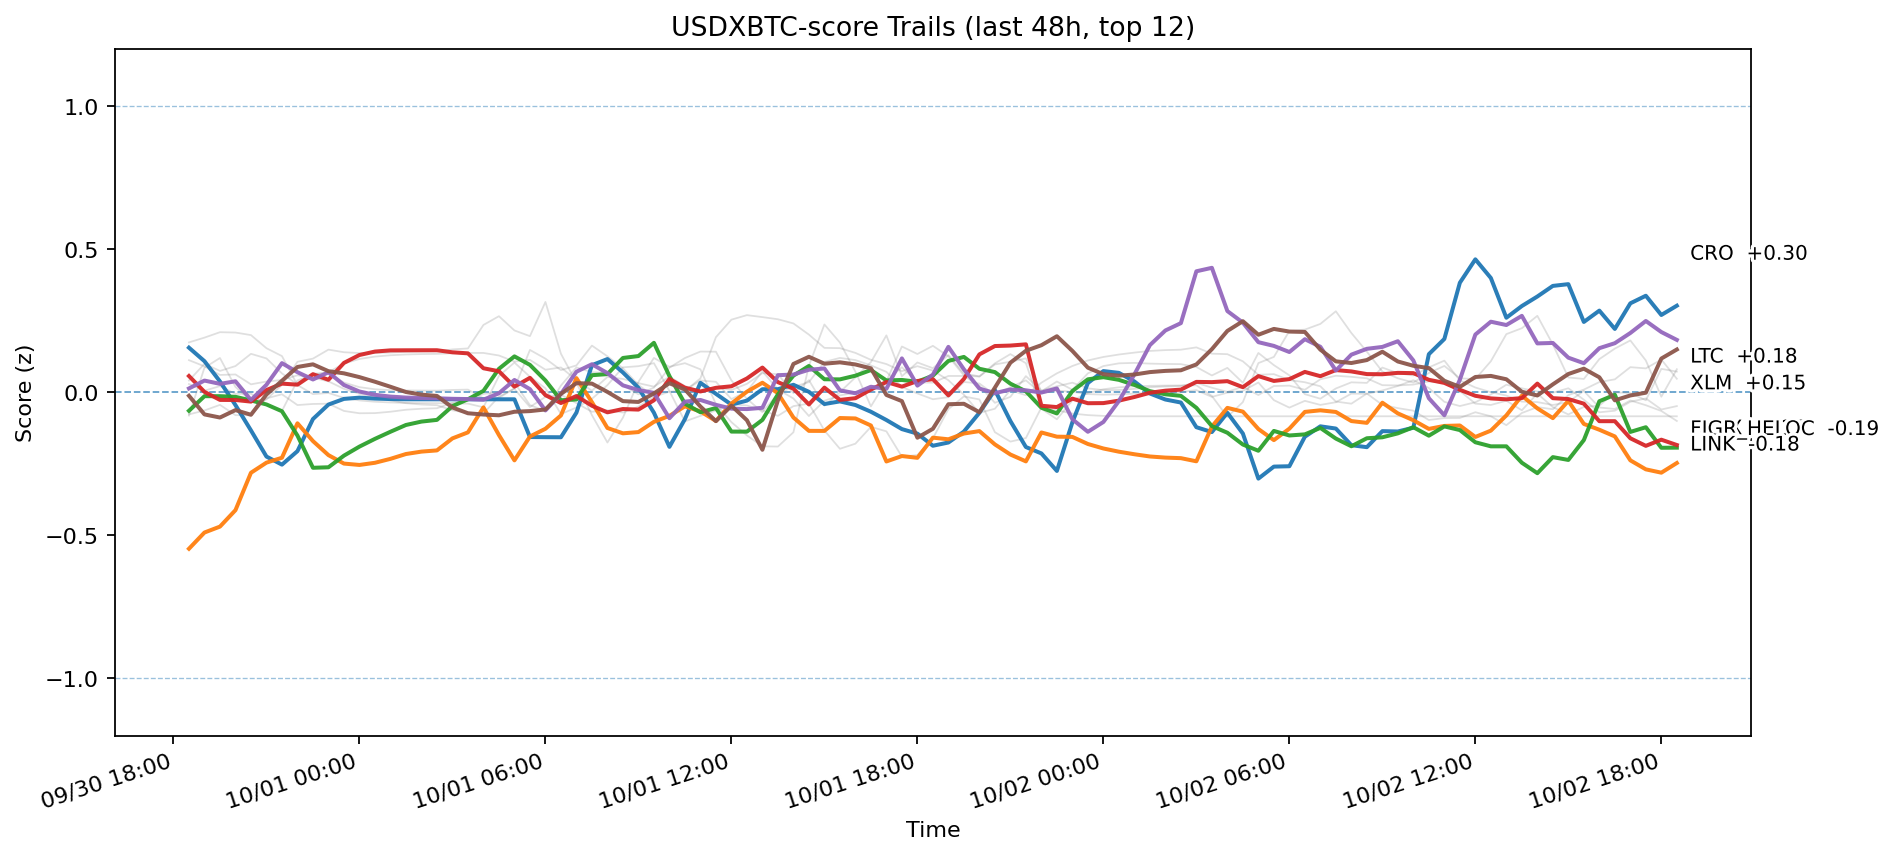 USDXBTC-score Trails (last 48h, top 12)
Score (z)
1.0
0.5
0.0
−0.5
−1.0
CRO +0.30
LTC +0.18
XLM +0.15
HELOC -0.19
LINK -0.18
09/30 18:00
10/01 00:00
10/01 06:00
10/01 12:00
10/01 18:00
10/02 00:00
10/02 06:00
10/02 12:00
10/02 18:00
Time